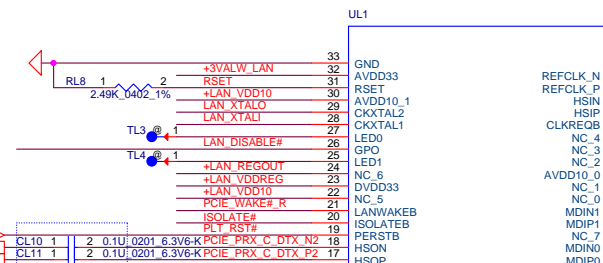 UL1
33 GND
+3VALW_LAN 32 AVDD33 REFCLK_N
RL8 1 2 RSET 31 RSET REFCLK_P
2.49K_0402_1% +LAN_VDD10 30 AVDD10_1 HSIN
LAN_XTALO 29 CKXTAL2 HSIP
LAN_XTALI 28 CKXTAL1 CLKREQB
TL3 @ 1 27 LED0 NC_4
LAN_DISABLE# 26 GPO NC_3
TL4 @ 1 25 LED1 NC_2
+LAN_REGOUT 24 NC_6 AVDD10_0
+LAN_VDDREG 23 DVDD33 NC_1
+LAN_VDD10 22 NC_5 NC_0
PCIE_WAKE#_R 21 LANWAKEB MDIN1
ISOLATE# 20 ISOLATEB MDIP1
PLT_RST# 19 PERSTB NC_7
CL10 1 2 0.1U_0201_6.3V6-K PCIE_PRX_C_DTX_N2 18 HSON MDIN0
CL11 1 2 0.1U_0201_6.3V6-K PCIE_PRX_C_DTX_P2 17 HSOP MDIP0